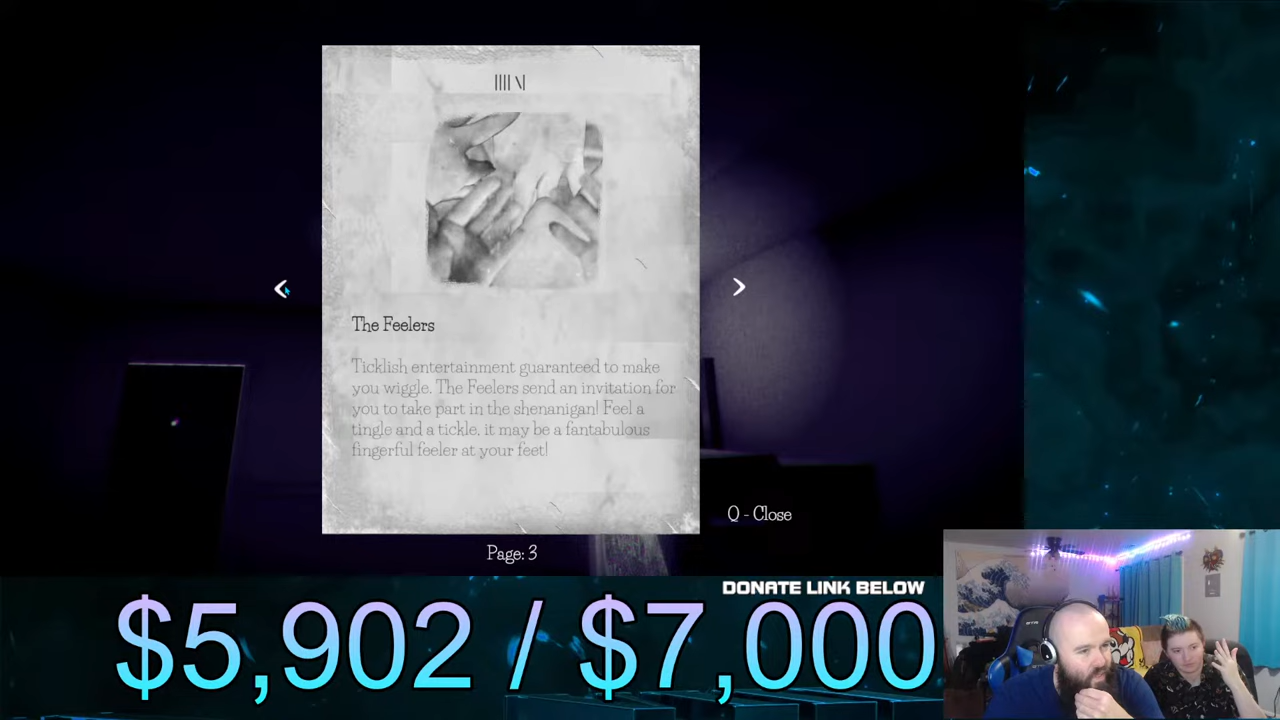 The Feelers
Ticklish entertainment guaranteed to make
you wiggle. The Feelers send an invitation for
you to take part in the shenanigan! Feel a
tingle and a tickle, it may be a fantabulous
fingerful feeler at your feet!
Q - Close
Page: 3
DONATE LINK BELOW
$5,902 / $7,000